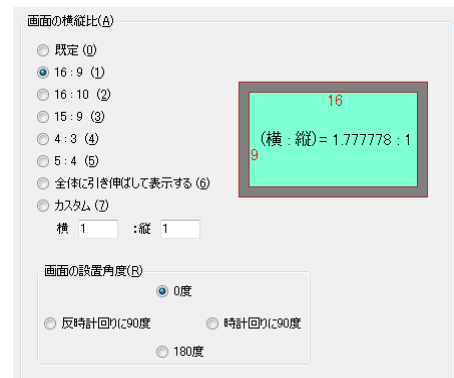 画面の横縦比(A)
既定 (0)
16 : 9 (1)
16 : 10 (2)
15 : 9 (3)
4 : 3 (4)
5 : 4 (5)
全体に引き伸ばして表示する (6)
カスタム (7)
横 1 :縦 1
16
(横 : 縦)= 1.777778 : 1
9
画面の設置角度(R)
0度
反時計回りに90度 時計回りに90度
180度